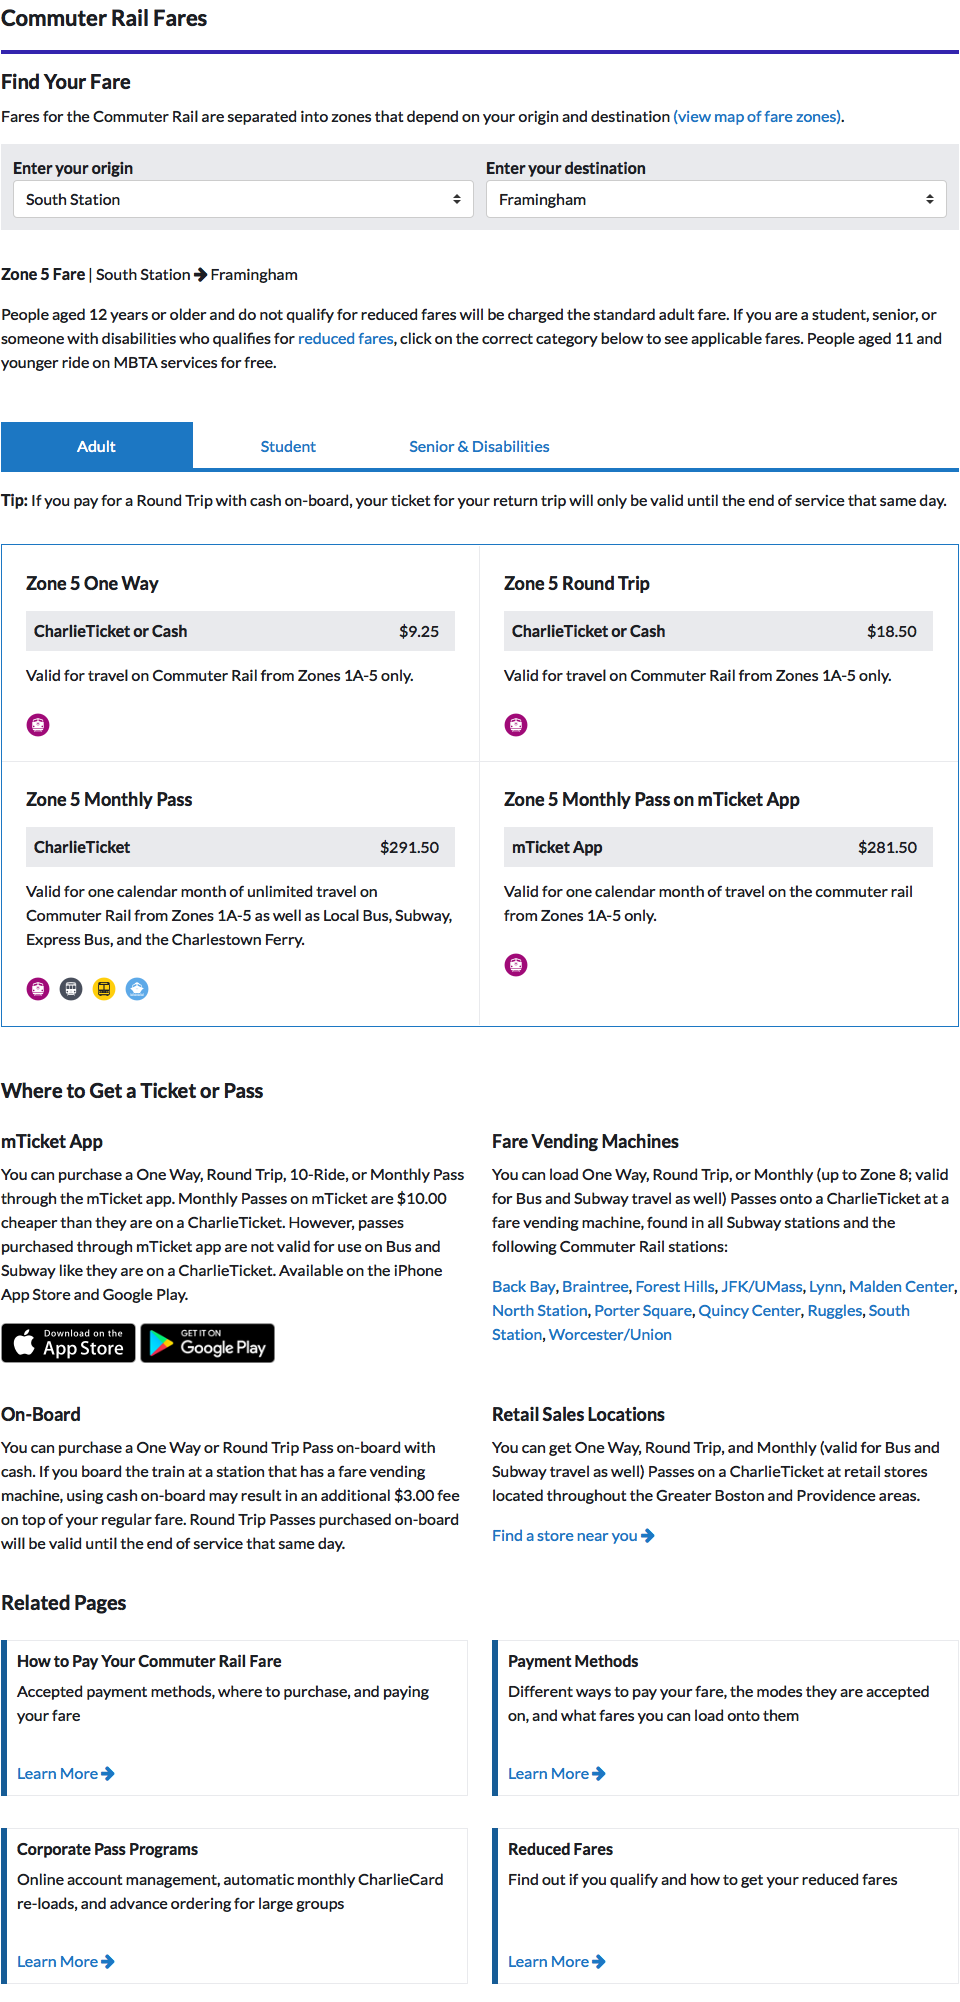 Commuter Rail Fares
Find Your Fare
Fares for the Commuter Rail are separated into zones that depend on your origin and destination (view map of fare zones).
Enter your origin
South Station
Enter your destination
Framingham
Zone 5 Fare | South Station → Framingham
People aged 12 years or older and do not qualify for reduced fares will be charged the standard adult fare. If you are a student, senior, or
someone with disabilities who qualifies for reduced fares, click on the correct category below to see applicable fares. People aged 11 and
younger ride on MBTA services for free.
Adult
Student
Senior & Disabilities
Tip: If you pay for a Round Trip with cash on-board, your ticket for your return trip will only be valid until the end of service that same day.
Zone 5 One Way
CharlieTicket or Cash $9.25
Valid for travel on Commuter Rail from Zones 1A-5 only.
Zone 5 Round Trip
CharlieTicket or Cash $18.50
Valid for travel on Commuter Rail from Zones 1A-5 only.
Zone 5 Monthly Pass
CharlieTicket $291.50
Valid for one calendar month of unlimited travel on
Commuter Rail from Zones 1A-5 as well as Local Bus, Subway,
Express Bus, and the Charlestown Ferry.
Zone 5 Monthly Pass on mTicket App
mTicket App $281.50
Valid for one calendar month of travel on the commuter rail
from Zones 1A-5 only.
Where to Get a Ticket or Pass
mTicket App
You can purchase a One Way, Round Trip, 10-Ride, or Monthly Pass
through the mTicket app. Monthly Passes on mTicket are $10.00
cheaper than they are on a CharlieTicket. However, passes
purchased through mTicket app are not valid for use on Bus and
Subway like they are on a CharlieTicket. Available on the iPhone
App Store and Google Play.
Download on the
App Store
GET IT ON
Google Play
Fare Vending Machines
You can load One Way, Round Trip, or Monthly (up to Zone 8; valid
for Bus and Subway travel as well) Passes onto a CharlieTicket at a
fare vending machine, found in all Subway stations and the
following Commuter Rail stations:
Back Bay, Braintree, Forest Hills, JFK/UMass, Lynn, Malden Center,
North Station, Porter Square, Quincy Center, Ruggles, South
Station, Worcester/Union
On-Board
You can purchase a One Way or Round Trip Pass on-board with
cash. If you board the train at a station that has a fare vending
machine, using cash on-board may result in an additional $3.00 fee
on top of your regular fare. Round Trip Passes purchased on-board
will be valid until the end of service that same day.
Retail Sales Locations
You can get One Way, Round Trip, and Monthly (valid for Bus and
Subway travel as well) Passes on a CharlieTicket at retail stores
located throughout the Greater Boston and Providence areas.
Find a store near you →
Related Pages
How to Pay Your Commuter Rail Fare
Accepted payment methods, where to purchase, and paying
your fare
Learn More →
Payment Methods
Different ways to pay your fare, the modes they are accepted
on, and what fares you can load onto them
Learn More →
Corporate Pass Programs
Online account management, automatic monthly CharlieCard
re-loads, and advance ordering for large groups
Learn More →
Reduced Fares
Find out if you qualify and how to get your reduced fares
Learn More →